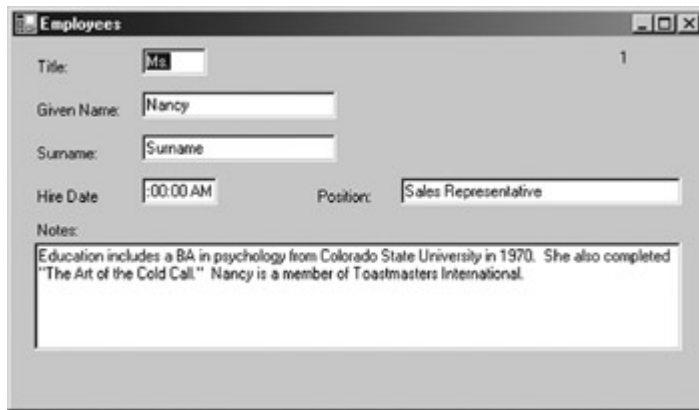 Employees
Title: Ms. 1
Given Name: Nancy
Surname: Surname
Hire Date :00:00 AM Position: Sales Representative
Notes:
Education includes a BA in psychology from Colorado State University in 1970.  She also completed
"The Art of the Cold Call."  Nancy is a member of Toastmasters International.